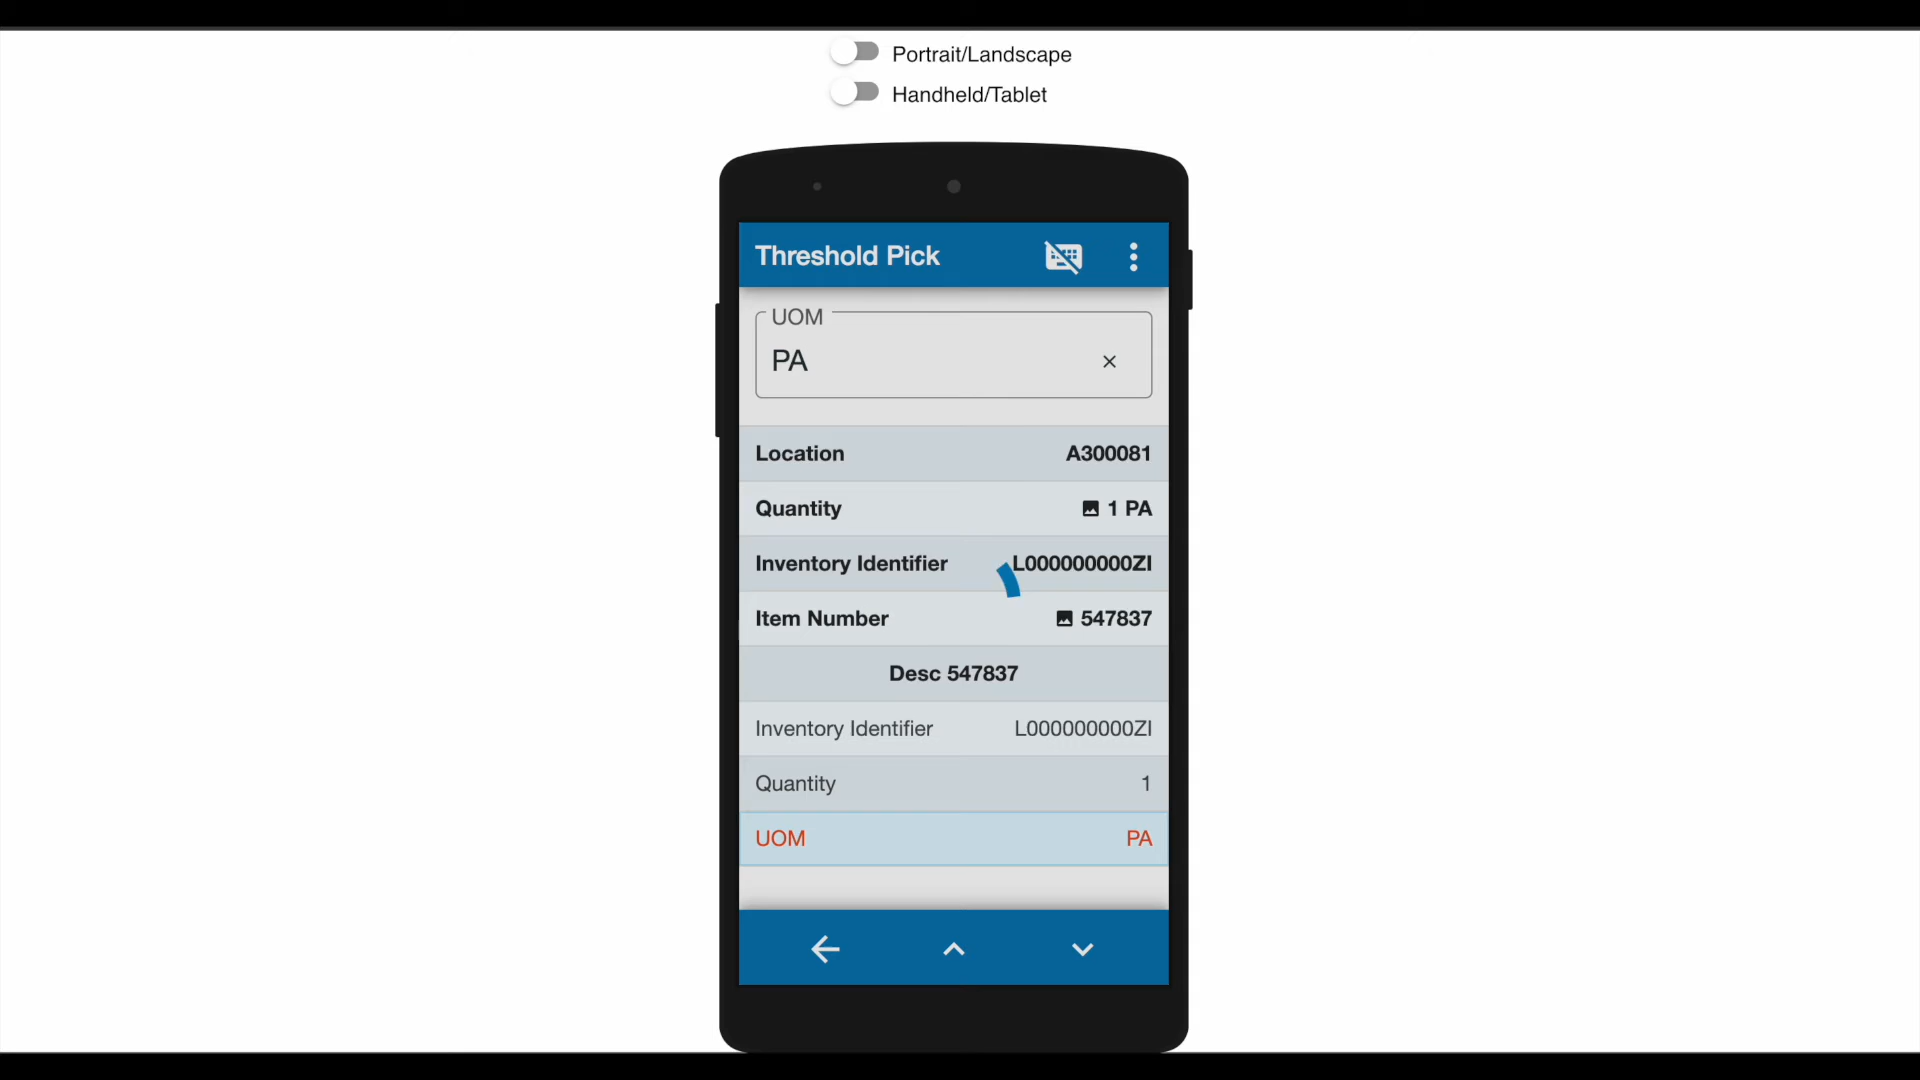 Portrait/Landscape
Handheld/Tablet
Threshold Pick
UOM
PA
Location A300081
Quantity 1 PA
Inventory Identifier L000000000ZI
Item Number 547837
Desc 547837
Inventory Identifier L000000000ZI
Quantity 1
UOM PA